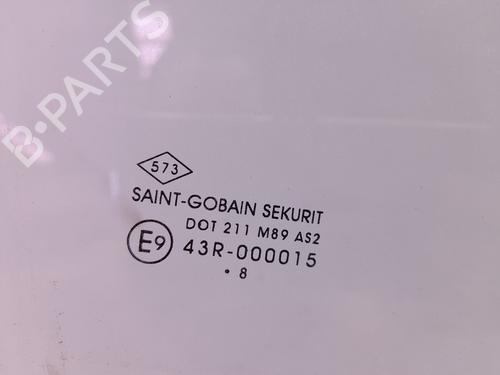 B-PARTS
573
SAINT-GOBAIN SEKURIT
DOT 211 M89 AS2
E9 43R-000015
. 8